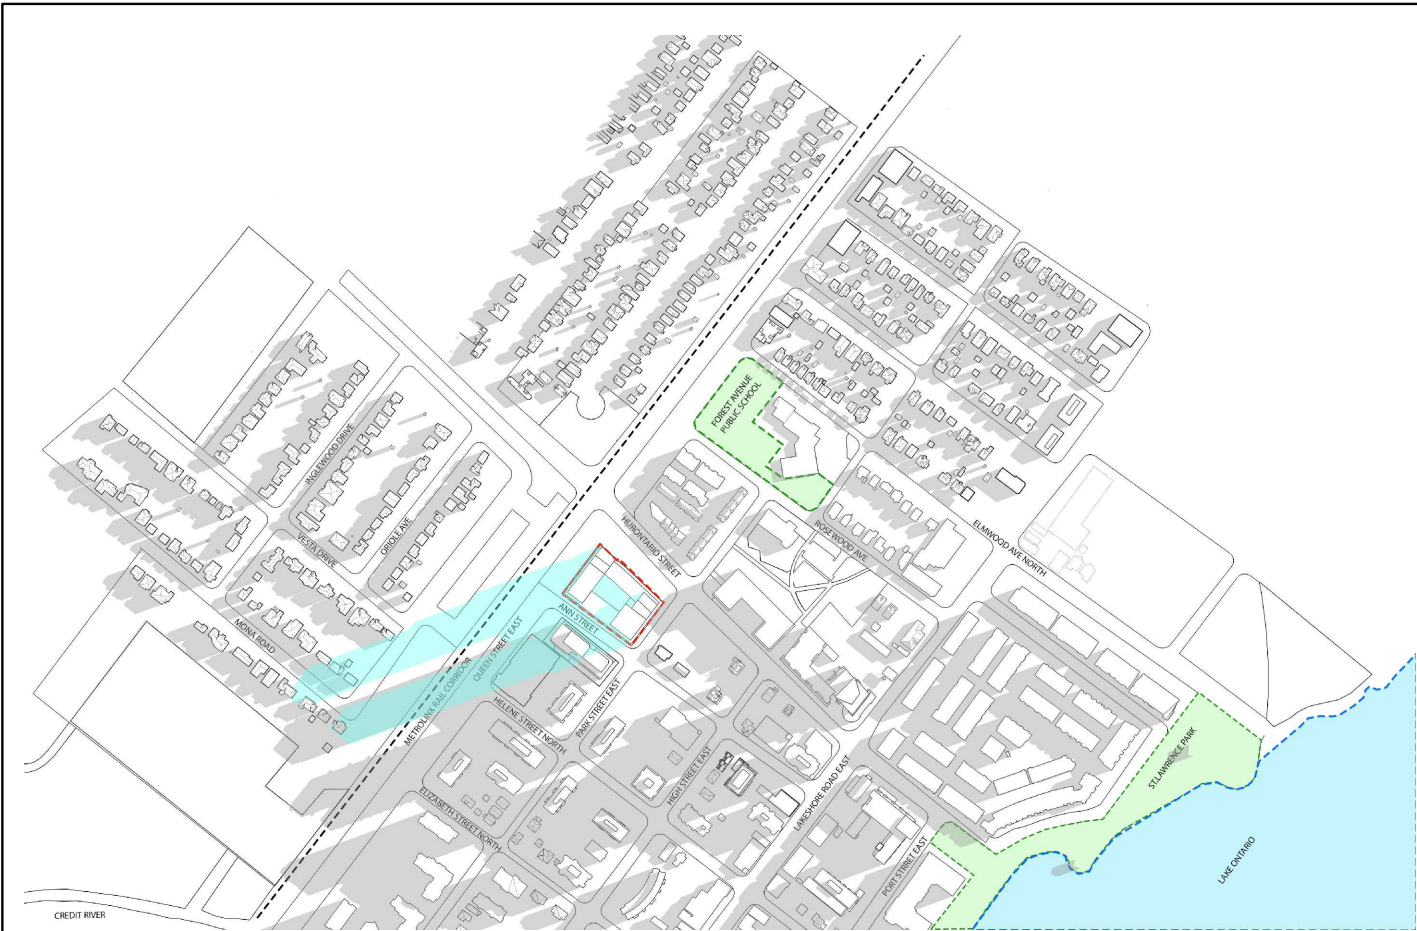 FOREST AVENUE
PUBLIC SCHOOL
INGLEWOOD DRIVE
ORIOLE AVE
VESTA DRIVE
HURONTARIO STREET
ROSEWOOD AVE
ELMWOOD AVE NORTH
MONA ROAD
ANN STREET
QUEEN STREET EAST
METROLINX RAIL CORRIDOR
HELENE STREET NORTH
PARK STREET EAST
HIGH STREET EAST
ELIZABETH STREET NORTH
LAKESHORE ROAD EAST
ST.LAWRENCE PARK
PORT STREET EAST
LAKE ONTARIO
CREDIT RIVER